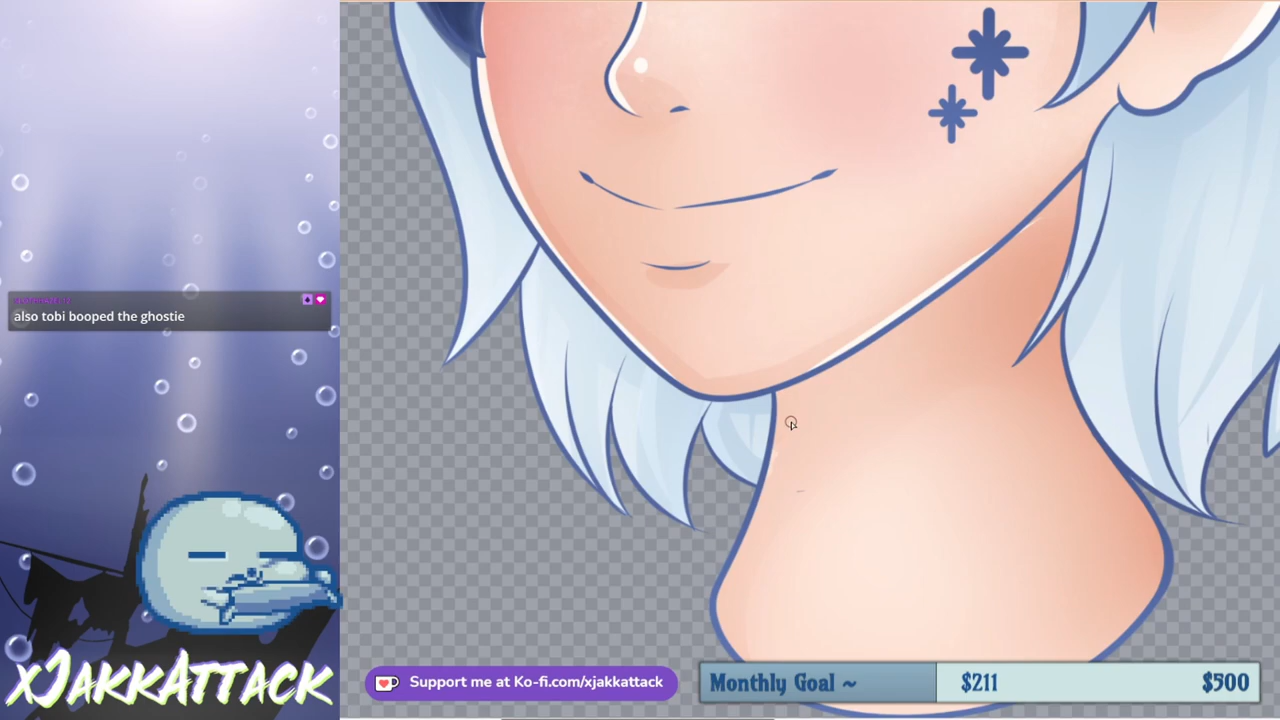 also tobi booped the ghostie
xJakkAttack
Support me at Ko-fi.com/xjakkattack
Monthly Goal ~ $211 $500